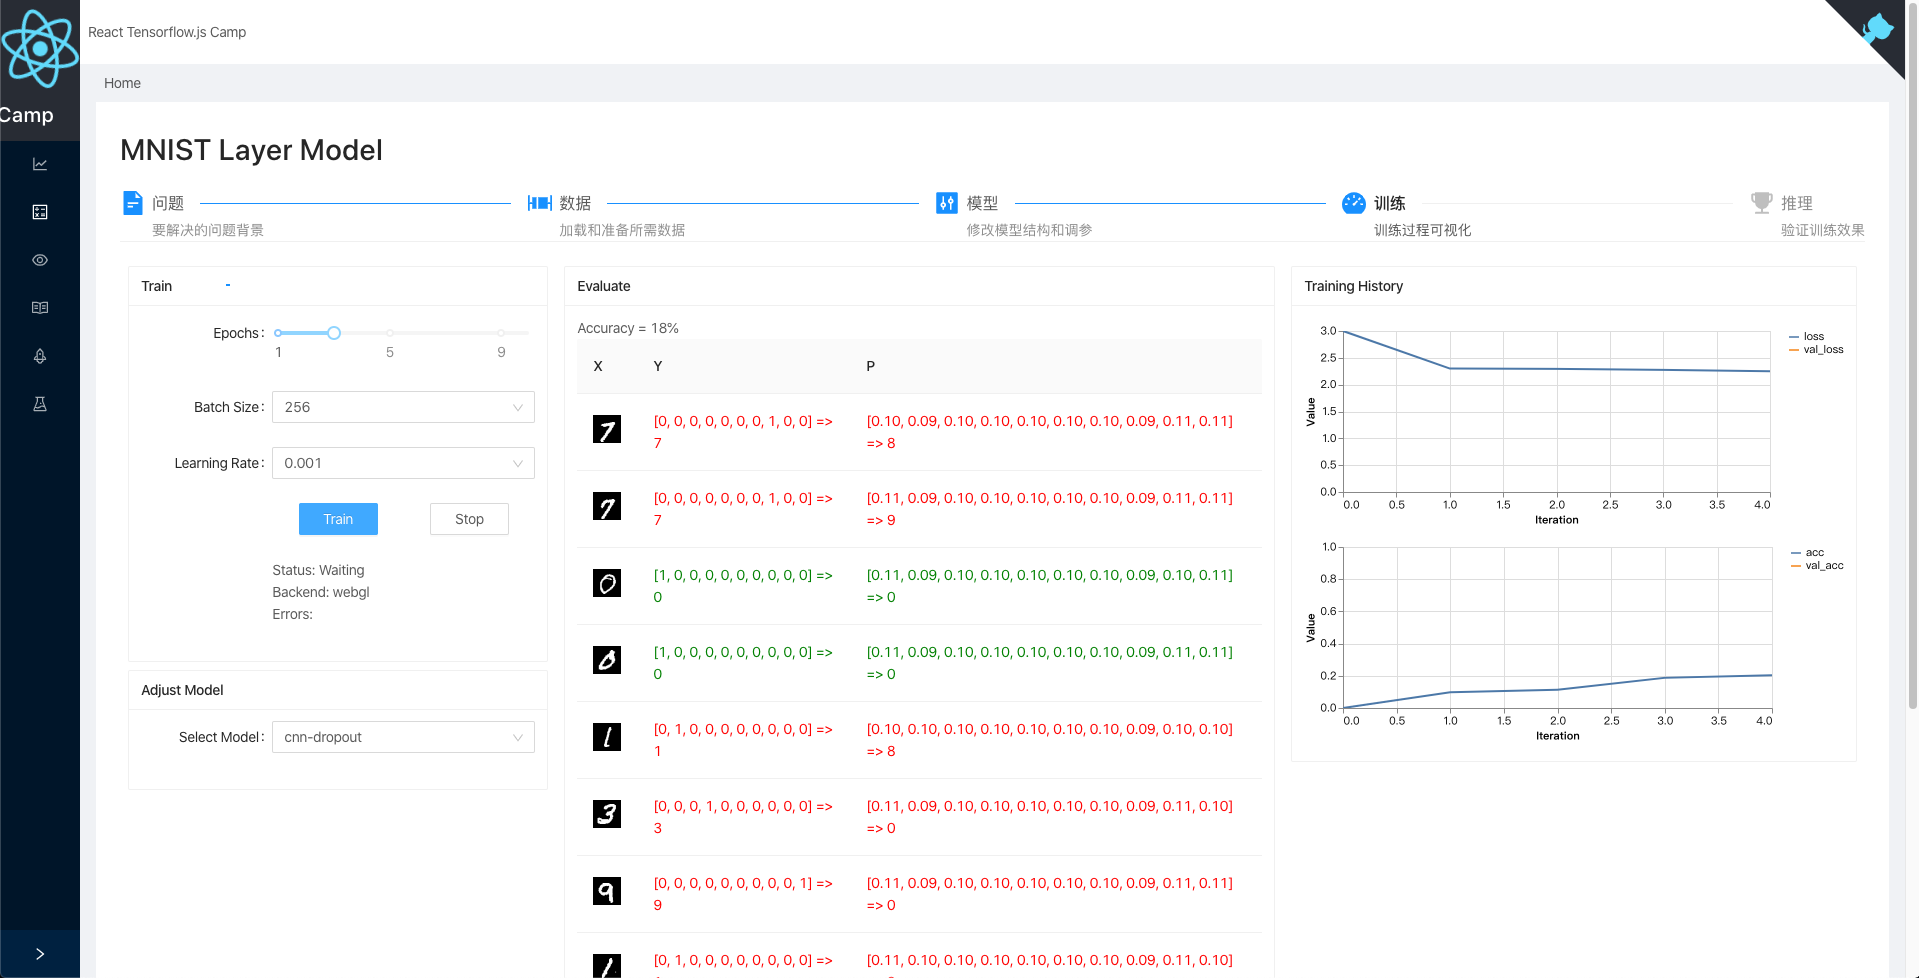 React Tensorflow.js Camp
Camp
Home
MNIST Layer Model
问题
要解决的问题背景
数据
加载和准备所需数据
模型
修改模型结构和调参
训练
训练过程可视化
推理
验证训练效果
Train
Epochs:
1 5 9
Batch Size: 256
Learning Rate: 0.001
Train Stop
Status: Waiting
Backend: webgl
Errors:
Adjust Model
Select Model: cnn-dropout
Evaluate
Accuracy = 18%
X Y P
7 [0, 0, 0, 0, 0, 0, 0, 1, 0, 0] => [0.10, 0.09, 0.10, 0.10, 0.10, 0.10, 0.10, 0.09, 0.11, 0.11]
7 => 8
7 [0, 0, 0, 0, 0, 0, 0, 1, 0, 0] => [0.11, 0.09, 0.10, 0.10, 0.10, 0.10, 0.10, 0.09, 0.11, 0.11]
7 => 9
0 [1, 0, 0, 0, 0, 0, 0, 0, 0, 0] => [0.11, 0.09, 0.10, 0.10, 0.10, 0.10, 0.10, 0.09, 0.10, 0.11]
0 => 0
0 [1, 0, 0, 0, 0, 0, 0, 0, 0, 0] => [0.11, 0.09, 0.10, 0.10, 0.10, 0.10, 0.10, 0.09, 0.11, 0.11]
0 => 0
1 [0, 1, 0, 0, 0, 0, 0, 0, 0, 0] => [0.10, 0.10, 0.10, 0.10, 0.10, 0.10, 0.10, 0.09, 0.10, 0.10]
1 => 8
3 [0, 0, 0, 1, 0, 0, 0, 0, 0, 0] => [0.11, 0.09, 0.10, 0.10, 0.10, 0.10, 0.10, 0.09, 0.11, 0.10]
3 => 0
9 [0, 0, 0, 0, 0, 0, 0, 0, 0, 1] => [0.11, 0.09, 0.10, 0.10, 0.10, 0.10, 0.10, 0.09, 0.11, 0.11]
9 => 0
1 [0, 1, 0, 0, 0, 0, 0, 0, 0, 0] => [0.11, 0.10, 0.10, 0.10, 0.10, 0.10, 0.10, 0.09, 0.11, 0.10]
Training History
3.0
2.5
2.0
1.5
1.0
0.5
0.0
Value
0.0 0.5 1.0 1.5 2.0 2.5 3.0 3.5 4.0
Iteration
loss
val_loss
1.0
0.8
0.6
0.4
0.2
0.0
Value
0.0 0.5 1.0 1.5 2.0 2.5 3.0 3.5 4.0
Iteration
acc
val_acc